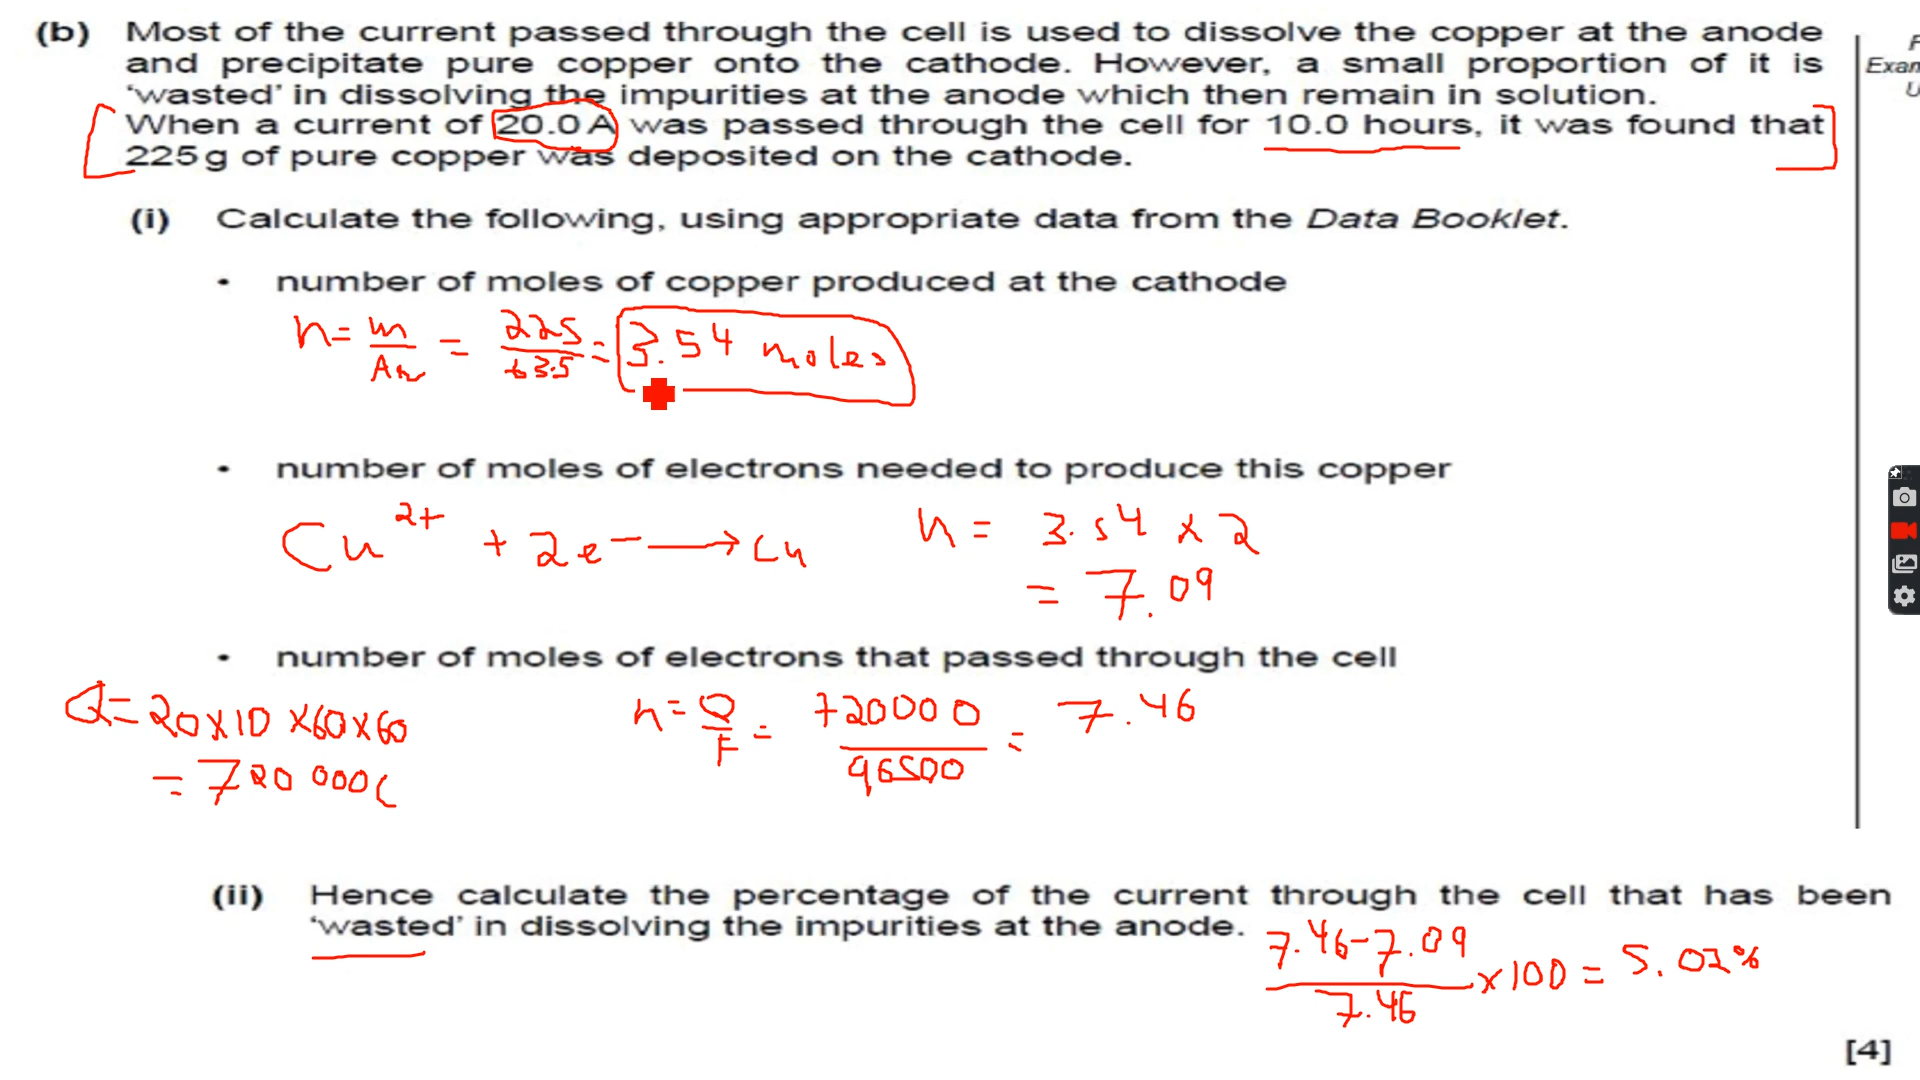 (b) Most of the current passed through the cell is used to dissolve the copper at the anode
and precipitate pure copper onto the cathode. However, a small proportion of it is
‘wasted’ in dissolving the impurities at the anode which then remain in solution.
When a current of 20.0 A was passed through the cell for 10.0 hours, it was found that
225 g of pure copper was deposited on the cathode.
Exam
U
(i) Calculate the following, using appropriate data from the Data Booklet.
• number of moles of copper produced at the cathode
n = m/Ar = 225/63.5 = 3.54 moles
• number of moles of electrons needed to produce this copper
Cu²⁺ + 2e⁻ → Cu
n = 3.54 × 2
= 7.09
• number of moles of electrons that passed through the cell
Q = 20×10×60×60
= 720 000C
n = Q/F = 720000/96500 = 7.46
(ii) Hence calculate the percentage of the current through the cell that has been
‘wasted’ in dissolving the impurities at the anode.
7.46-7.09/7.46 × 100 = 5.02%
[4]